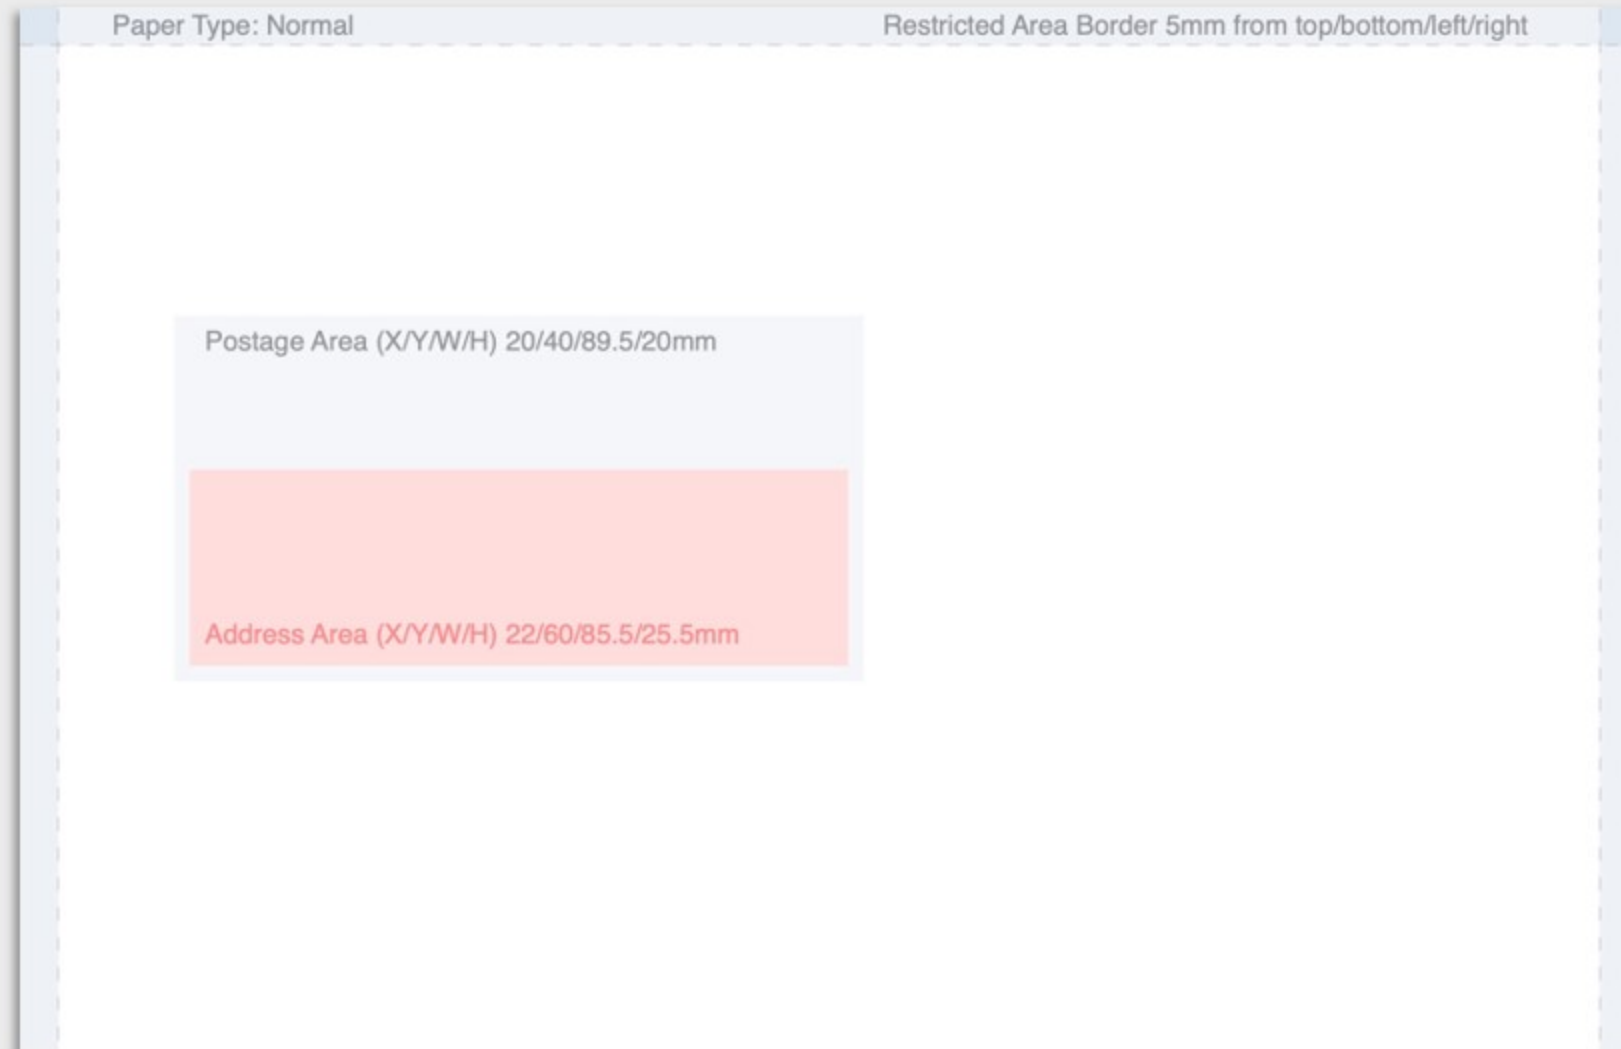 Paper Type: Normal
Restricted Area Border 5mm from top/bottom/left/right
Postage Area (X/Y/W/H) 20/40/89.5/20mm
Address Area (X/Y/W/H) 22/60/85.5/25.5mm